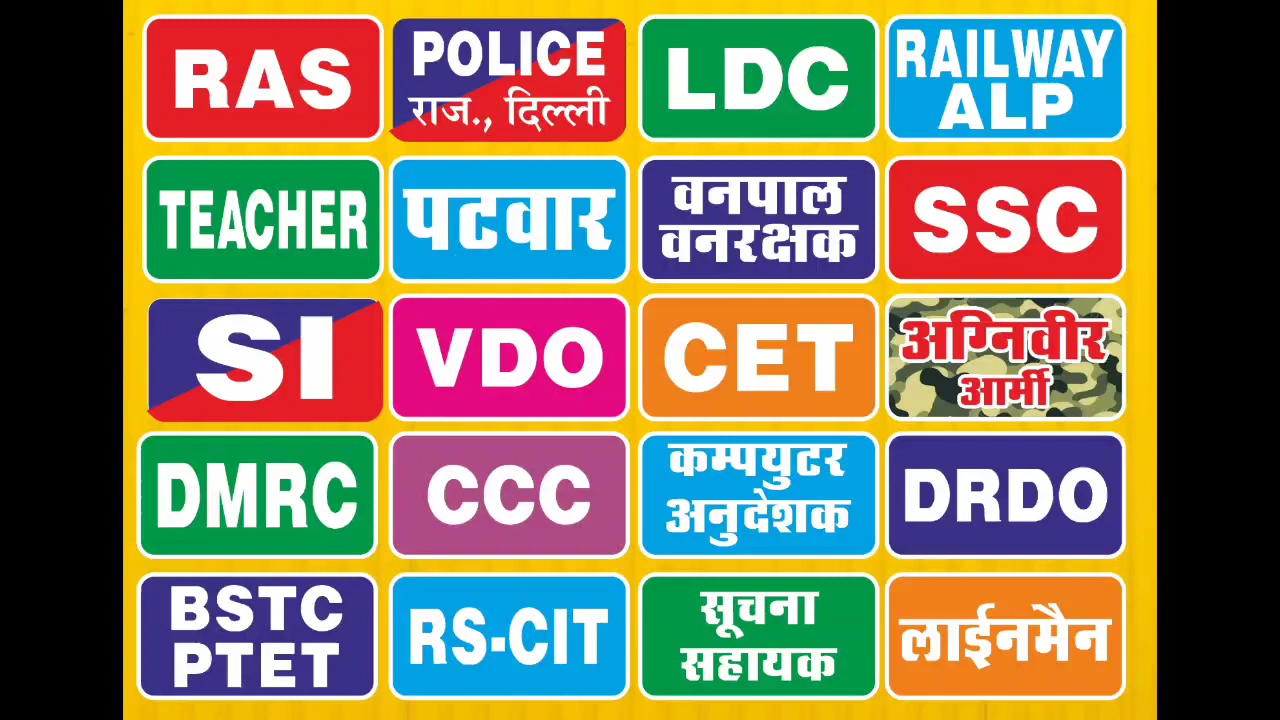 RAS
POLICE
राज., दिल्ली
LDC
RAILWAY
ALP
TEACHER
पटवार
वनपाल
वनरक्षक
SSC
SI
VDO
CET
अग्निवीर
आर्मी
DMRC
CCC
कम्पयुटर
अनुदेशक
DRDO
BSTC
PTET
RS-CIT
सूचना
सहायक
लाईनमैन